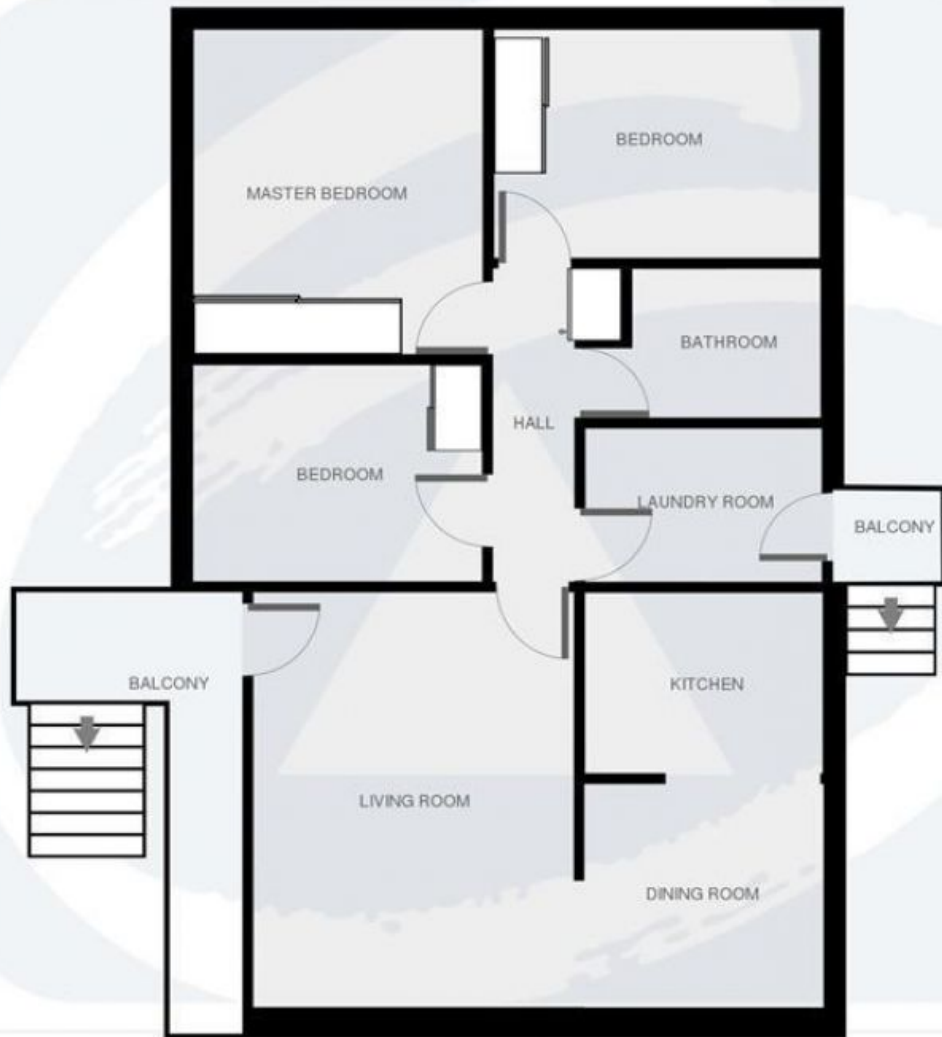 BEDROOM
MASTER BEDROOM
BATHROOM
HALL
BEDROOM
LAUNDRY ROOM
BALCONY
BALCONY
KITCHEN
LIVING ROOM
DINING ROOM